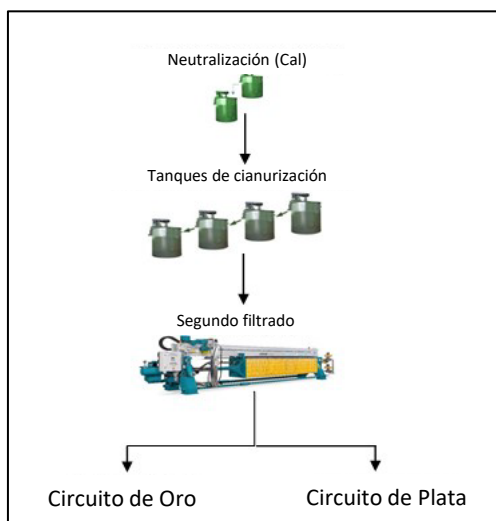 Neutralización (Cal)
Tanques de cianurización
Segundo filtrado
Circuito de Oro
Circuito de Plata